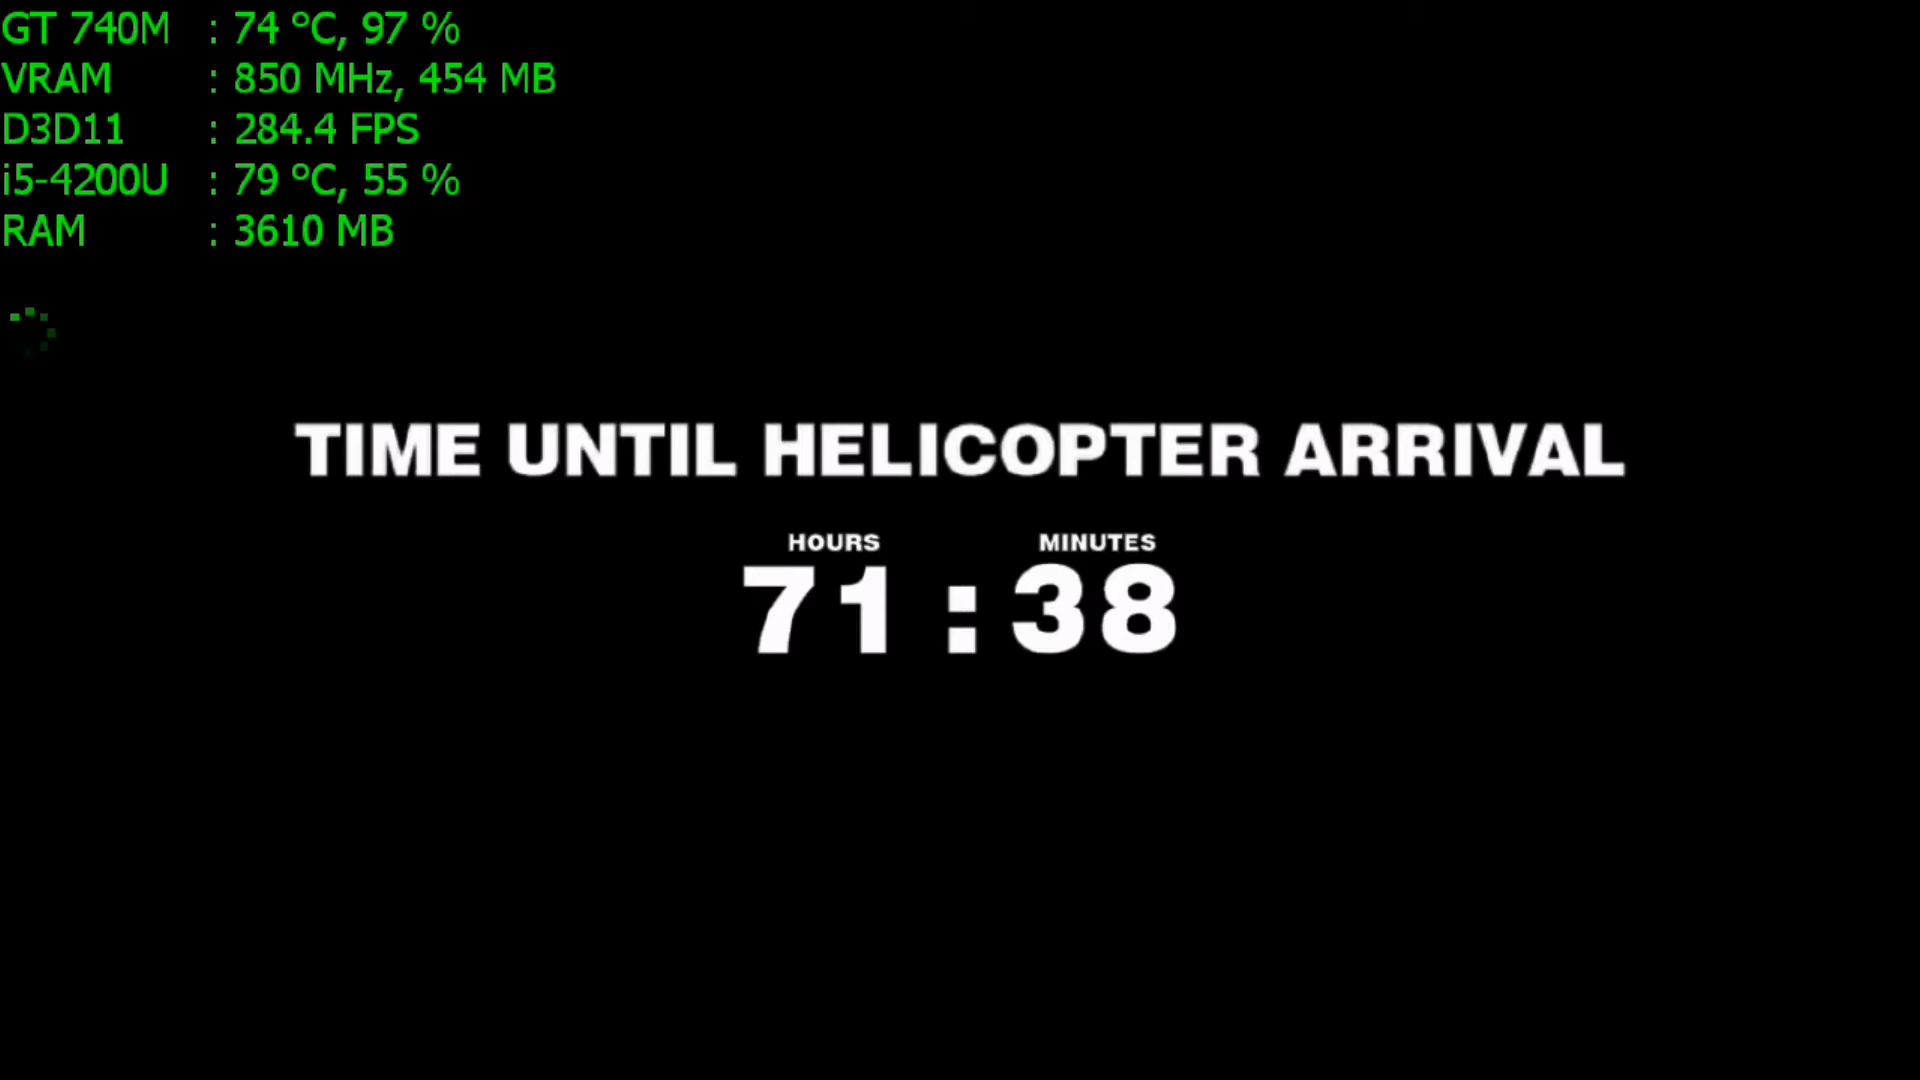 GT 740M : 74 °C, 97 %
VRAM : 850 MHz, 454 MB
D3D11 : 284.4 FPS
i5-4200U : 79 °C, 55 %
RAM : 3610 MB
TIME UNTIL HELICOPTER ARRIVAL
HOURS MINUTES
71 : 38